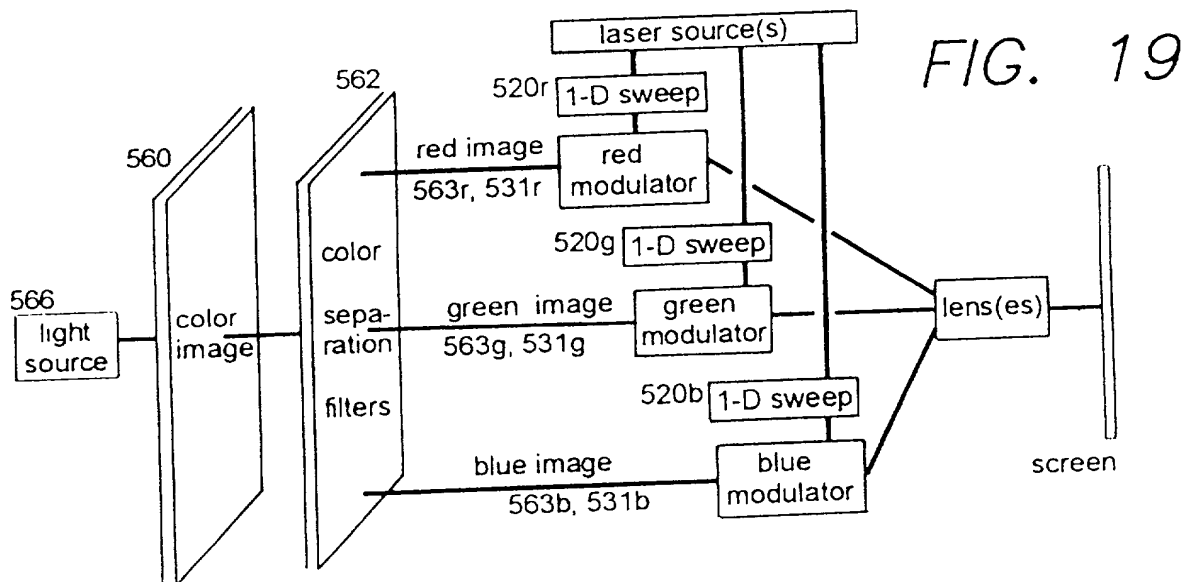 laser source(s)
FIG. 19
562
520r
1-D sweep
560
red image
563r, 531r
red
modulator
color
520g
1-D sweep
566
light
source
color
image
sepa-
ration
green image
563g, 531g
green
modulator
lens(es)
filters
520b
1-D sweep
blue image
563b, 531b
blue
modulator
screen